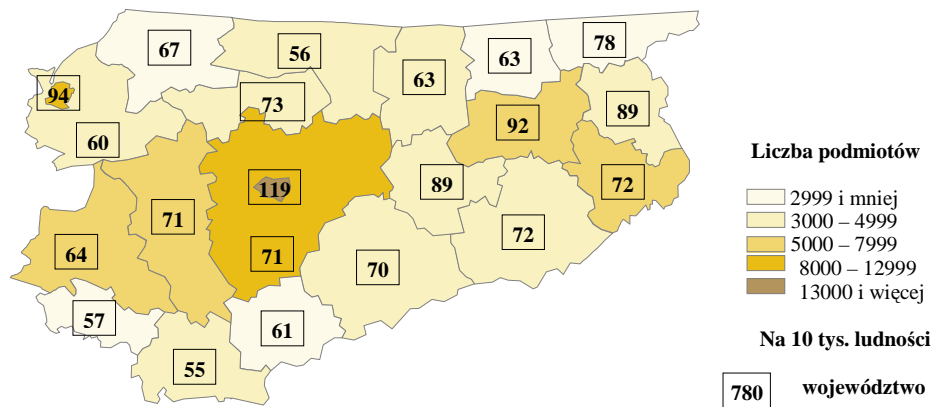 67
56
63
63
78
94
73
92
89
60
119
89
72
71
72
64
71
70
57
61
55
Liczba podmiotów
2999 i mniej
3000 – 4999
5000 – 7999
8000 – 12999
13000 i więcej
Na 10 tys. ludności
780 województwo